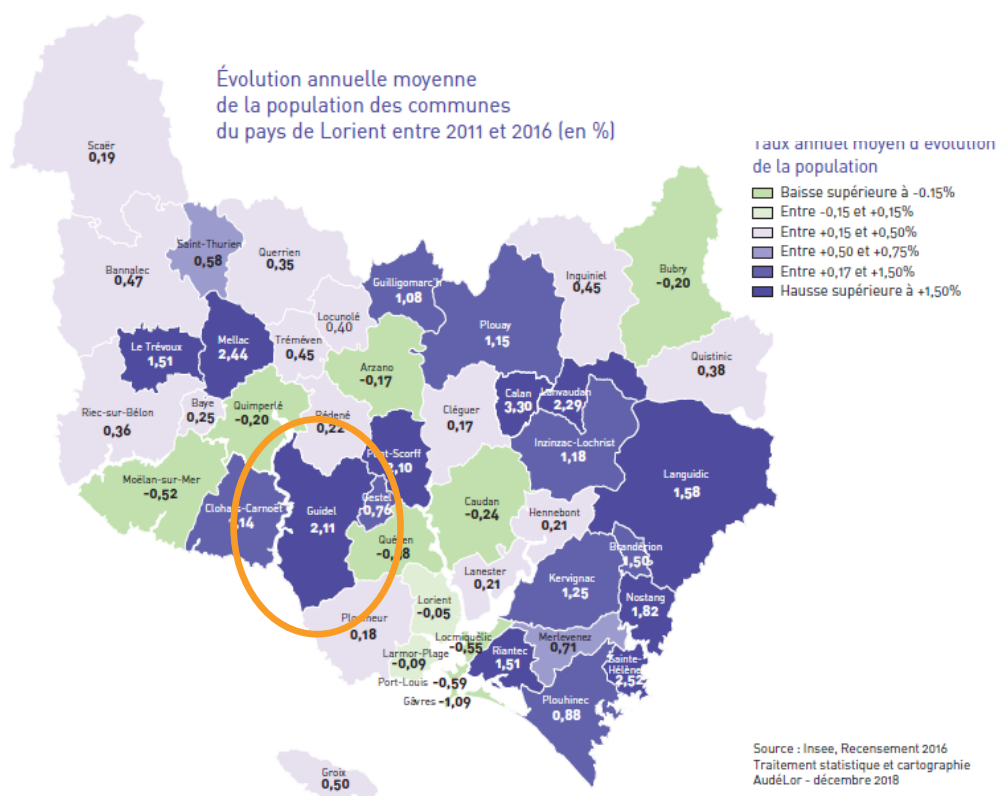 Évolution annuelle moyenne
de la population des communes
du pays de Lorient entre 2011 et 2016 (en %)
Taux annuel moyen d'évolution
de la population
Baisse supérieure à -0.15%
Entre -0,15 et +0,15%
Entre +0,15 et +0,50%
Entre +0,50 et +0,75%
Entre +0,17 et +1,50%
Hausse supérieure à +1,50%
Scaër
0,19
Saint-Thurien
0,58
Querrien
0,35
Bannalec
0,47
Guilligomarc'h
1,08
Inguiniel
0,45
Bubry
-0,20
Locunolé
0,40
Plouay
1,15
Le Trévoux
1,51
Mellac
2,44
Tréméven
0,45
Arzano
-0,17
Quistinic
0,38
Calan
3,30
Lanvaudan
2,29
Riec-sur-Bélon
0,36
Baye
0,25
Quimperlé
-0,20
Rédené
0,22
Cléguer
0,17
Pont-Scorff
2,10
Inzinzac-Lochrist
1,18
Languidic
1,58
Moëlan-sur-Mer
-0,52
Clohars-Carnoët
1,14
Guidel
2,11
Gestel
0,76
Caudan
-0,24
Hennebont
0,21
Quéven
Brandérion
1,50
Lanester
0,21
Kervignac
1,25
Nostang
1,82
Lorient
-0,05
Ploemeur
0,18
Locmiquélic
-0,55
Merlevenez
0,71
Larmor-Plage
-0,09
Riantec
1,51
Sainte-
Hélène
2,52
Port-Louis -0,59
Gâvres -1,09
Plouhinec
0,88
Groix
0,50
Source : Insee, Recensement 2016
Traitement statistique et cartographie
AudéLor - décembre 2018